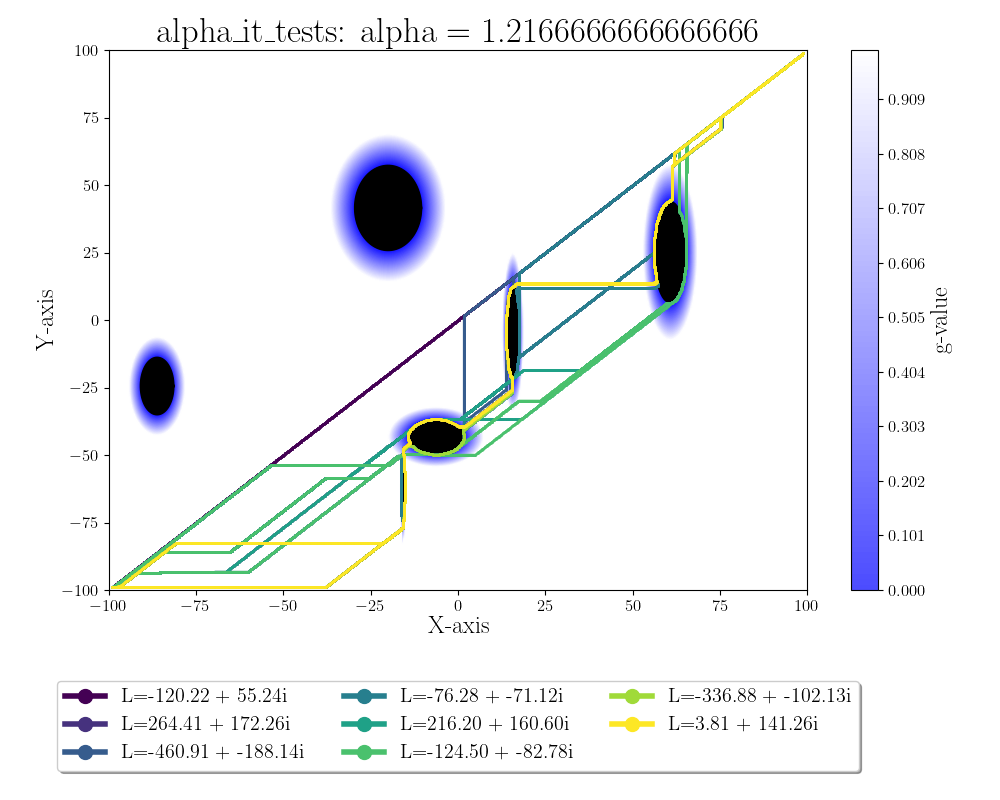 alpha_it_tests: alpha = 1.2166666666666666
100
75
50
25
0
−25
−50
−75
−100
Y-axis
−100 −75 −50 −25 0 25 50 75 100
X-axis
0.909
0.808
0.707
0.606
0.505
0.404
0.303
0.202
0.101
0.000
g-value
L=-120.22 + 55.24i L=-76.28 + -71.12i L=-336.88 + -102.13i
L=264.41 + 172.26i L=216.20 + 160.60i L=3.81 + 141.26i
L=-460.91 + -188.14i L=-124.50 + -82.78i